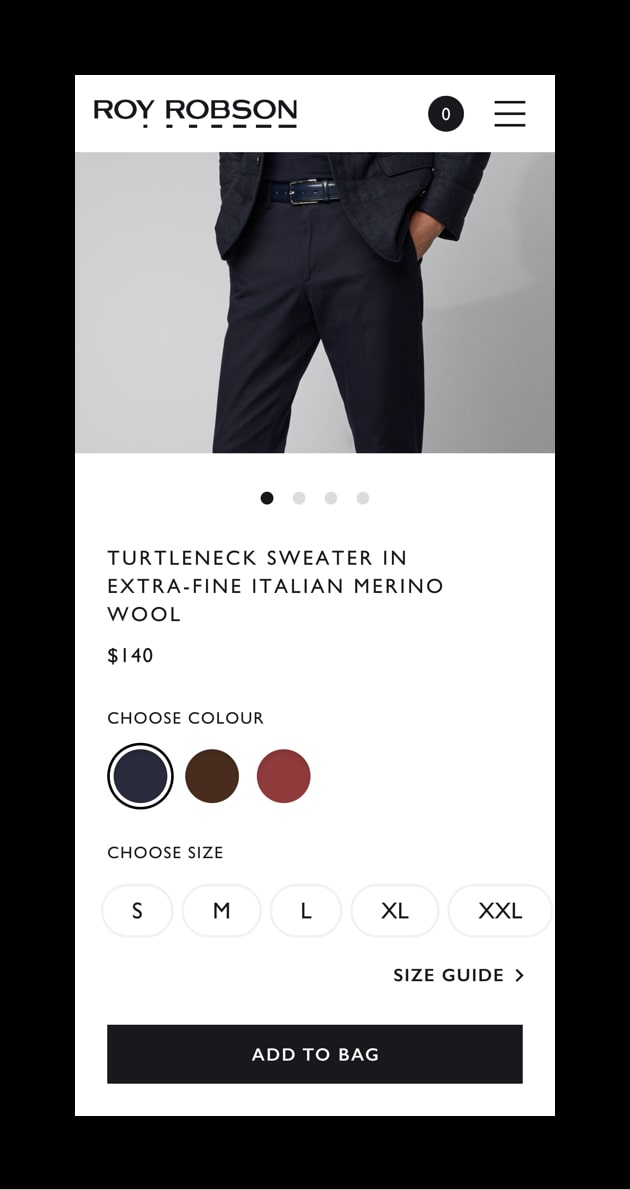 ROY ROBSON
0
TURTLENECK SWEATER IN
EXTRA-FINE ITALIAN MERINO
WOOL
$140
CHOOSE COLOUR
CHOOSE SIZE
S M L XL XXL
SIZE GUIDE >
ADD TO BAG